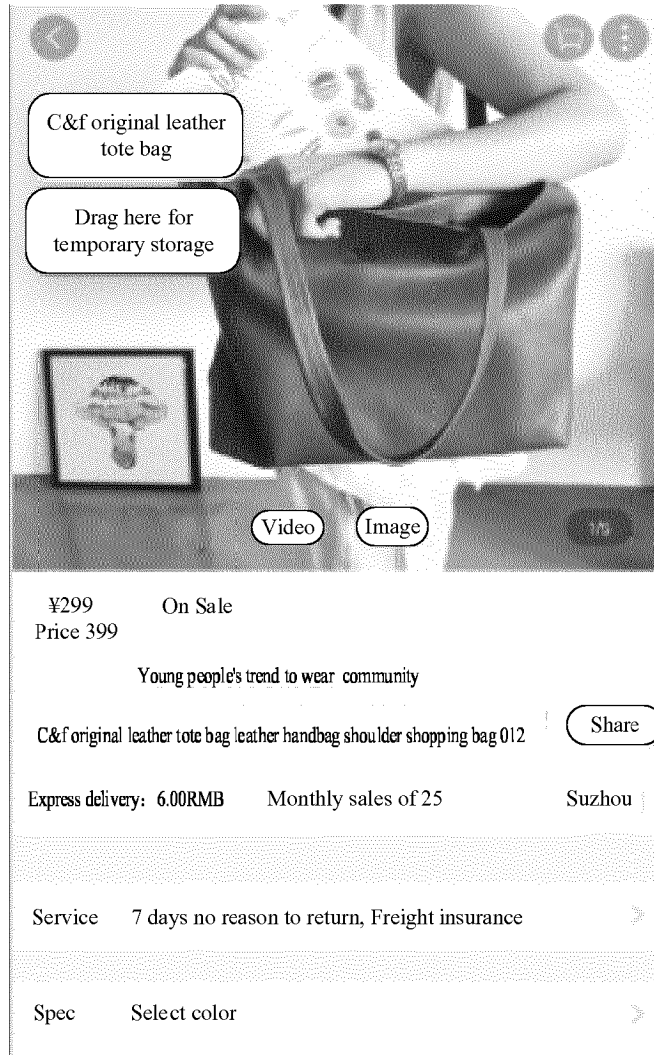 C&f original leather
tote bag
Drag here for
temporary storage
Video
Image
1/3
¥299
On Sale
Price 399
Young people's trend to wear community
C&f original leather tote bag leather handbag shoulder shopping bag 012
Share
Express delivery: 6.00RMB
Monthly sales of 25
Suzhou
Service
7 days no reason to return, Freight insurance
Spec
Select color